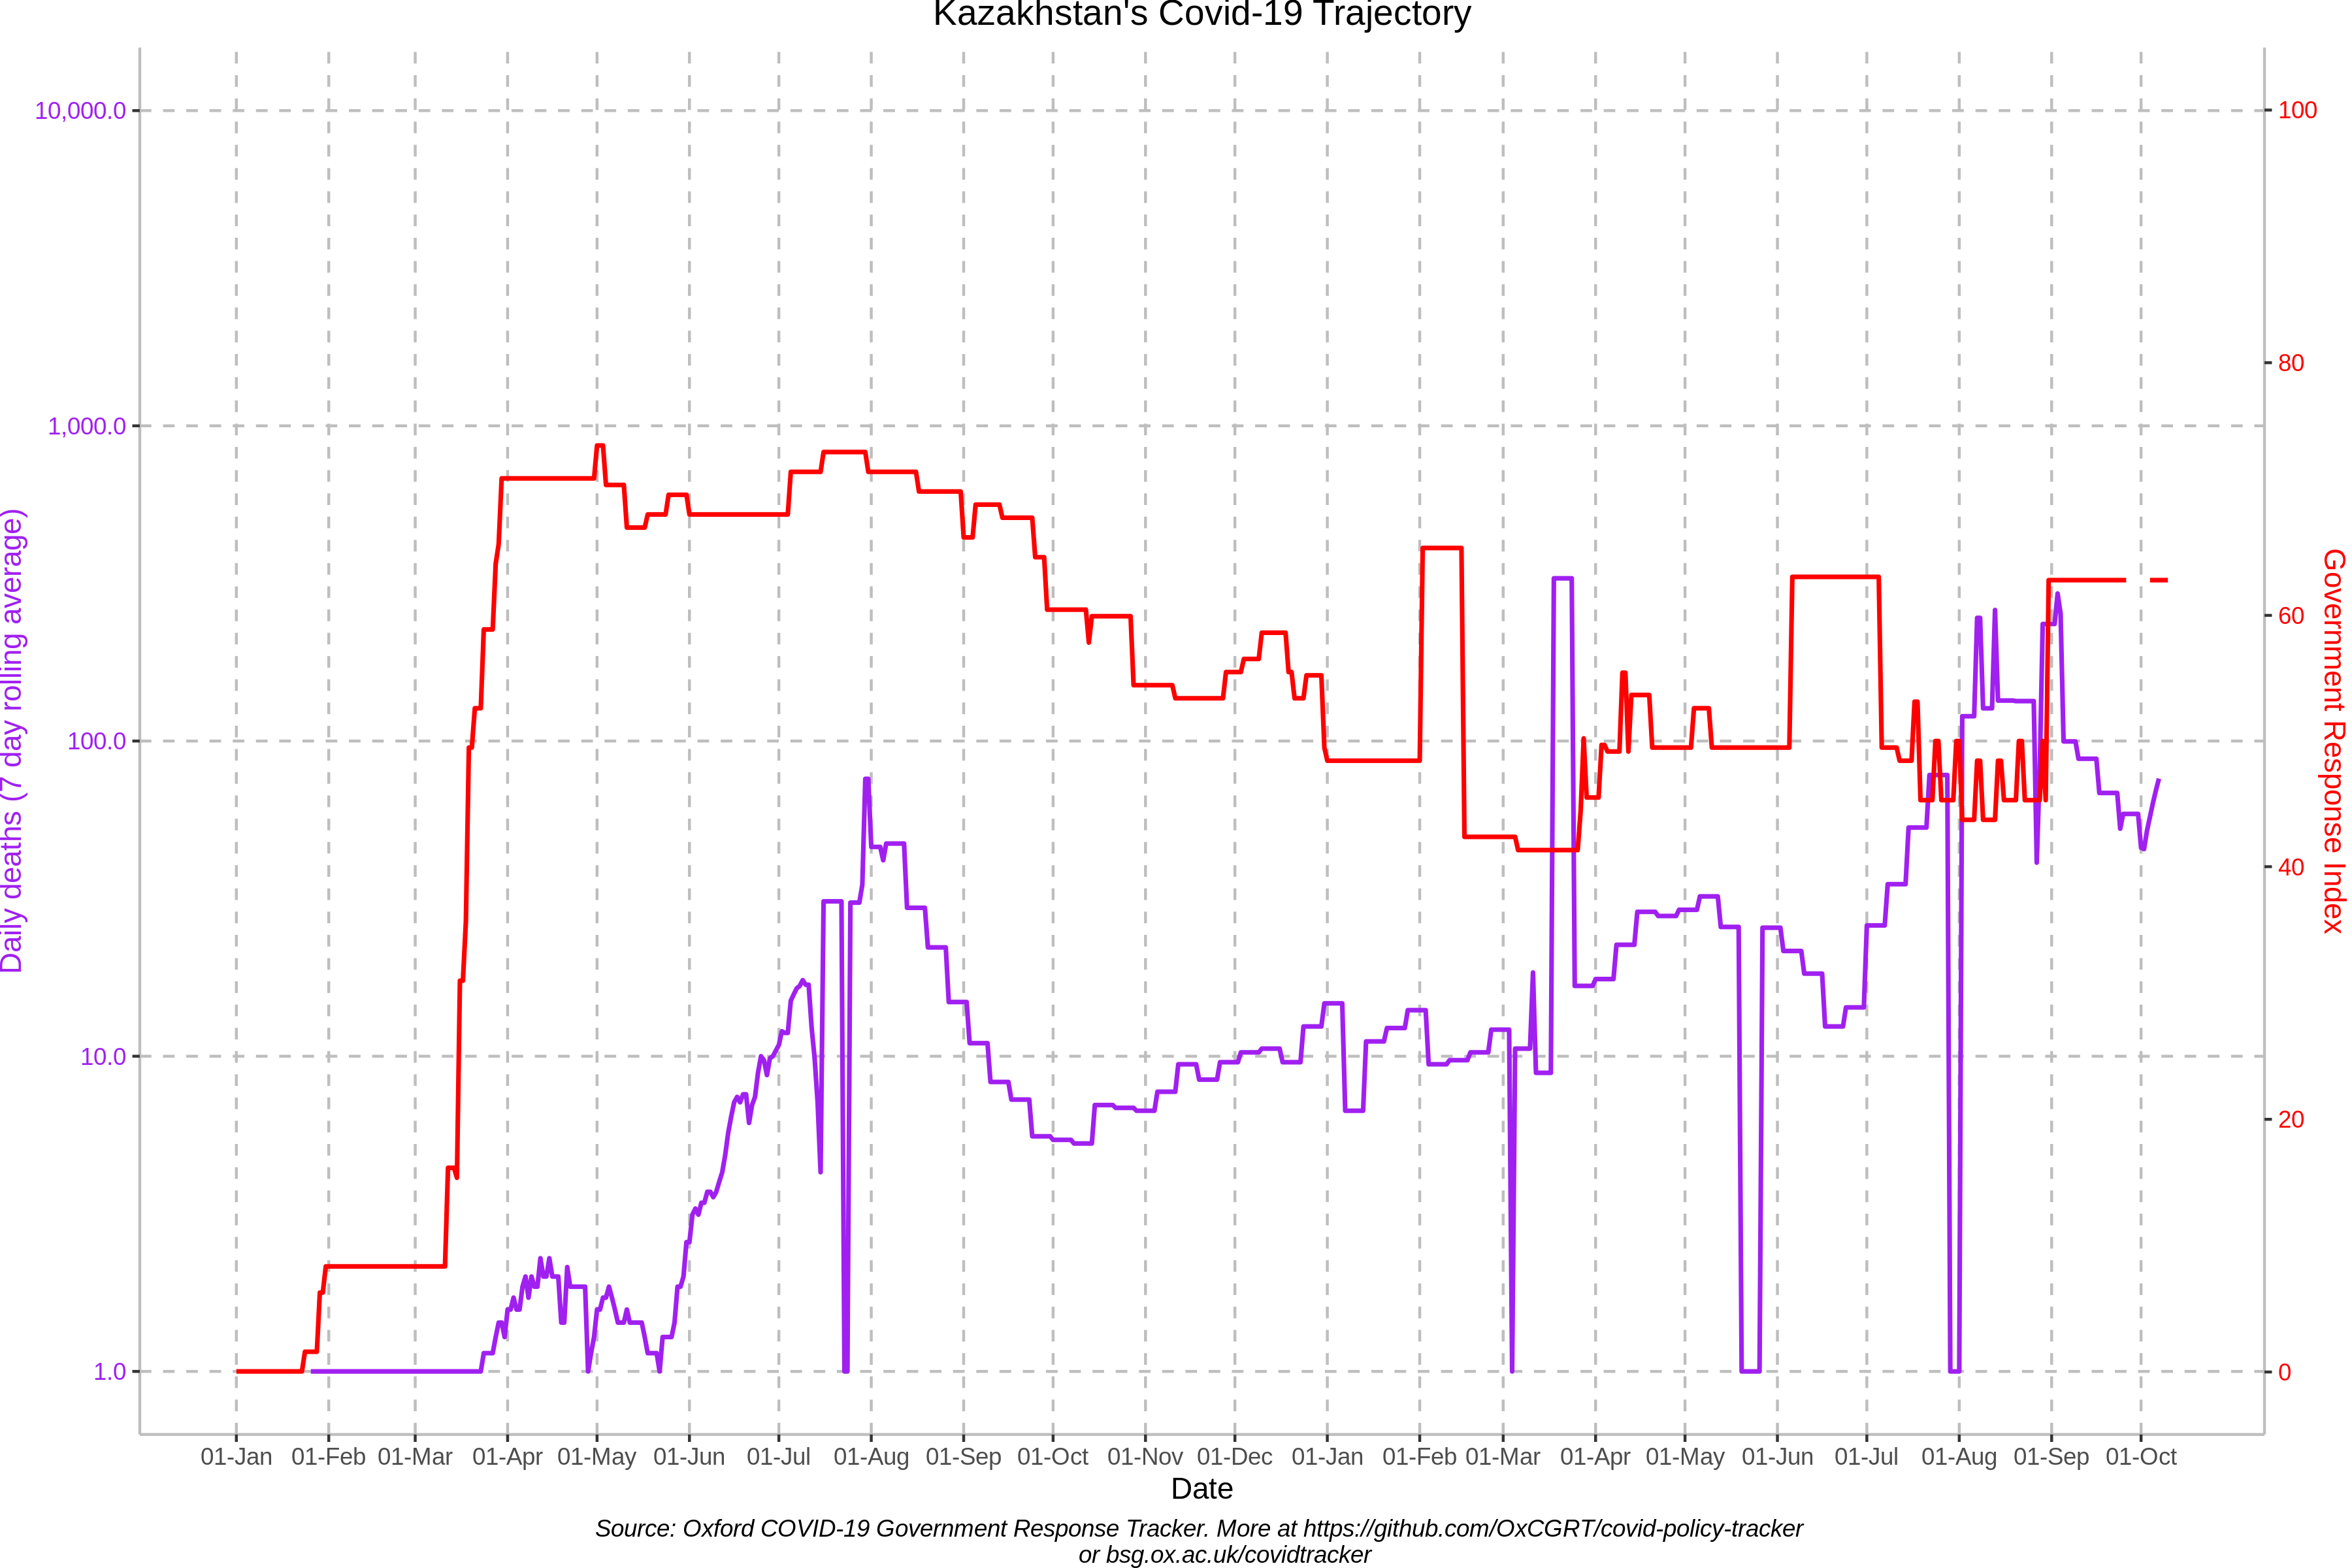 Kazakhstan's Covid-19 Trajectory
10,000.0
1,000.0
100.0
10.0
1.0
Daily deaths (7 day rolling average)
100
80
60
40
20
0
Government Response Index
01-Jan 01-Feb 01-Mar 01-Apr 01-May 01-Jun 01-Jul 01-Aug 01-Sep 01-Oct 01-Nov 01-Dec 01-Jan 01-Feb 01-Mar 01-Apr 01-May 01-Jun 01-Jul 01-Aug 01-Sep 01-Oct
Date
Source: Oxford COVID-19 Government Response Tracker. More at https://github.com/OxCGRT/covid-policy-tracker
or bsg.ox.ac.uk/covidtracker